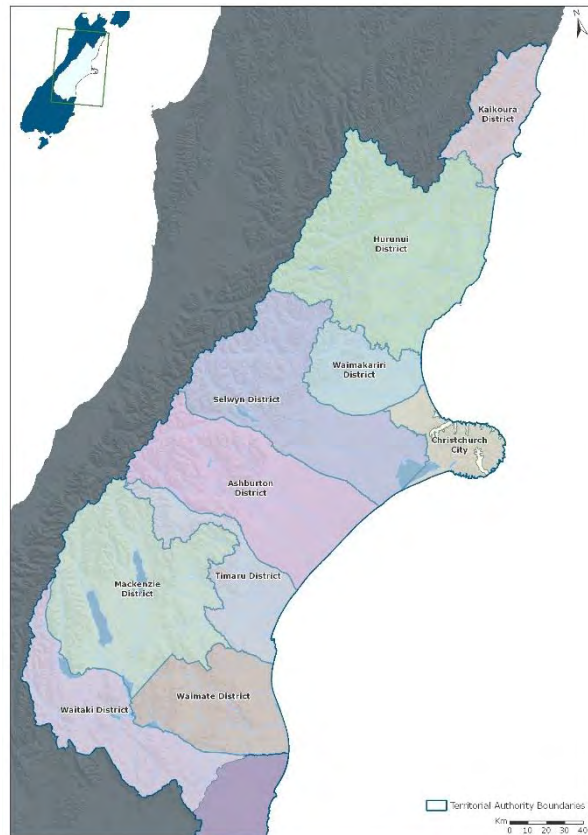 N
Kaikoura
District
Hurunui
District
Waimakariri
District
Selwyn District
Christchurch
City
Ashburton
District
Timaru District
Mackenzie
District
Waimate District
Waitaki District
Territorial Authority Boundaries
Km
0 10 20 30 40